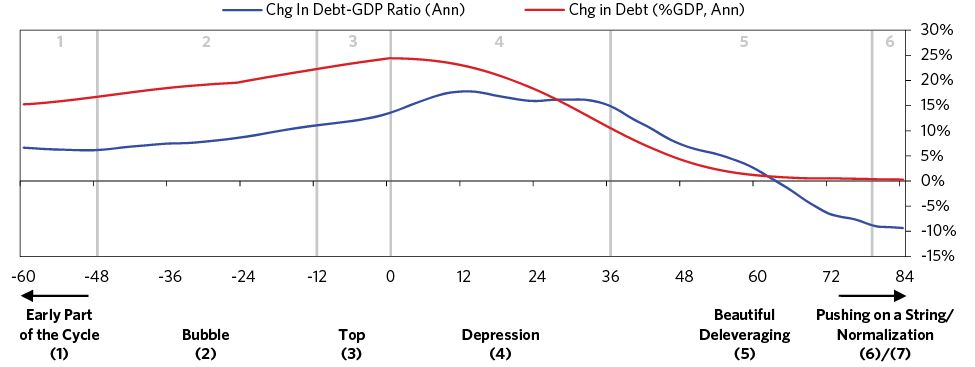 Chg In Debt-GDP Ratio (Ann) Chg in Debt (%GDP, Ann)
1 2 3 4 5 6
30%
25%
20%
15%
10%
5%
0%
-5%
-10%
-15%
-60 -48 -36 -24 -12 0 12 24 36 48 60 72 84
Early Part
of the Cycle
(1)
Bubble
(2)
Top
(3)
Depression
(4)
Beautiful
Deleveraging
(5)
Pushing on a String/
Normalization
(6)/(7)